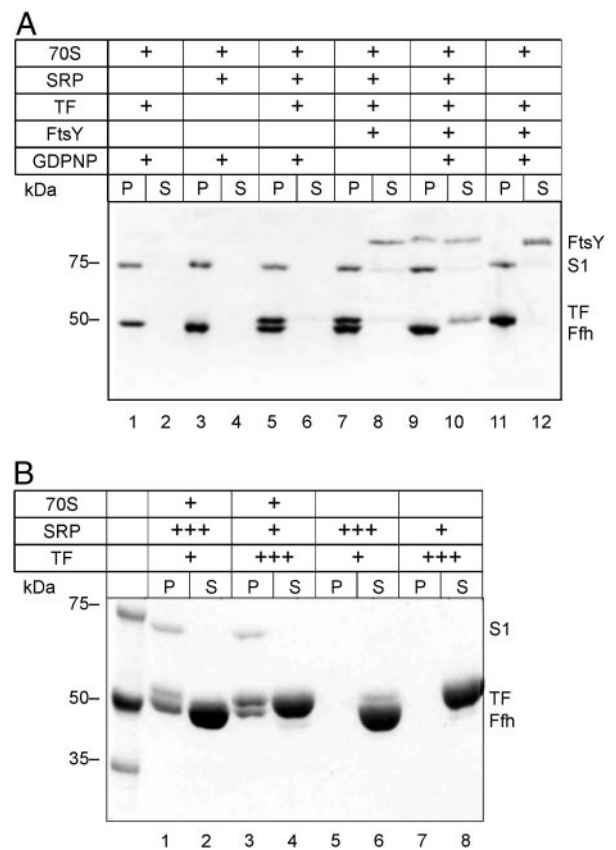 A
70S + + + + + +
SRP + + + +
TF + + + + +
FtsY + + +
GDPNP + + + + +
kDa P S P S P S P S P S P S
FtsY
75– S1
50– TF
Ffh
1 2 3 4 5 6 7 8 9 10 11 12
B
70S + +
SRP +++ + +++ +
TF + +++ + +++
kDa P S P S P S P S
75–
S1
50– TF
Ffh
35–
1 2 3 4 5 6 7 8